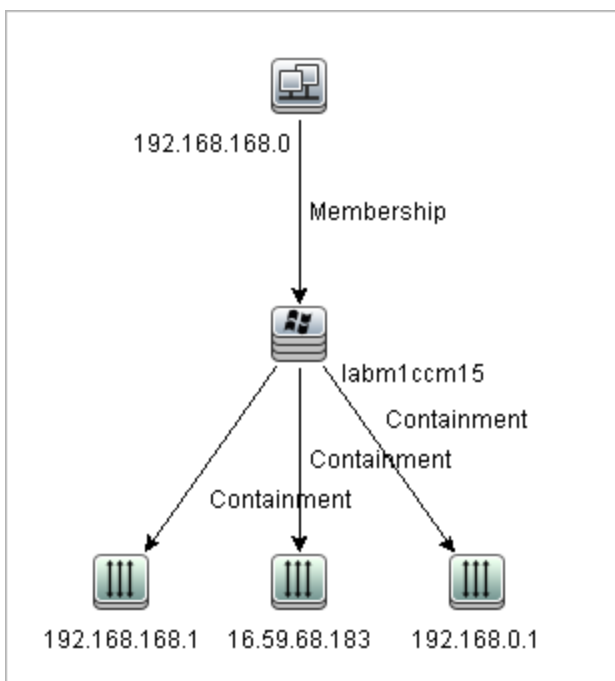 192.168.168.0
Membership
labm1ccm15
Containment
Containment
Containment
192.168.168.1
16.59.68.183
192.168.0.1